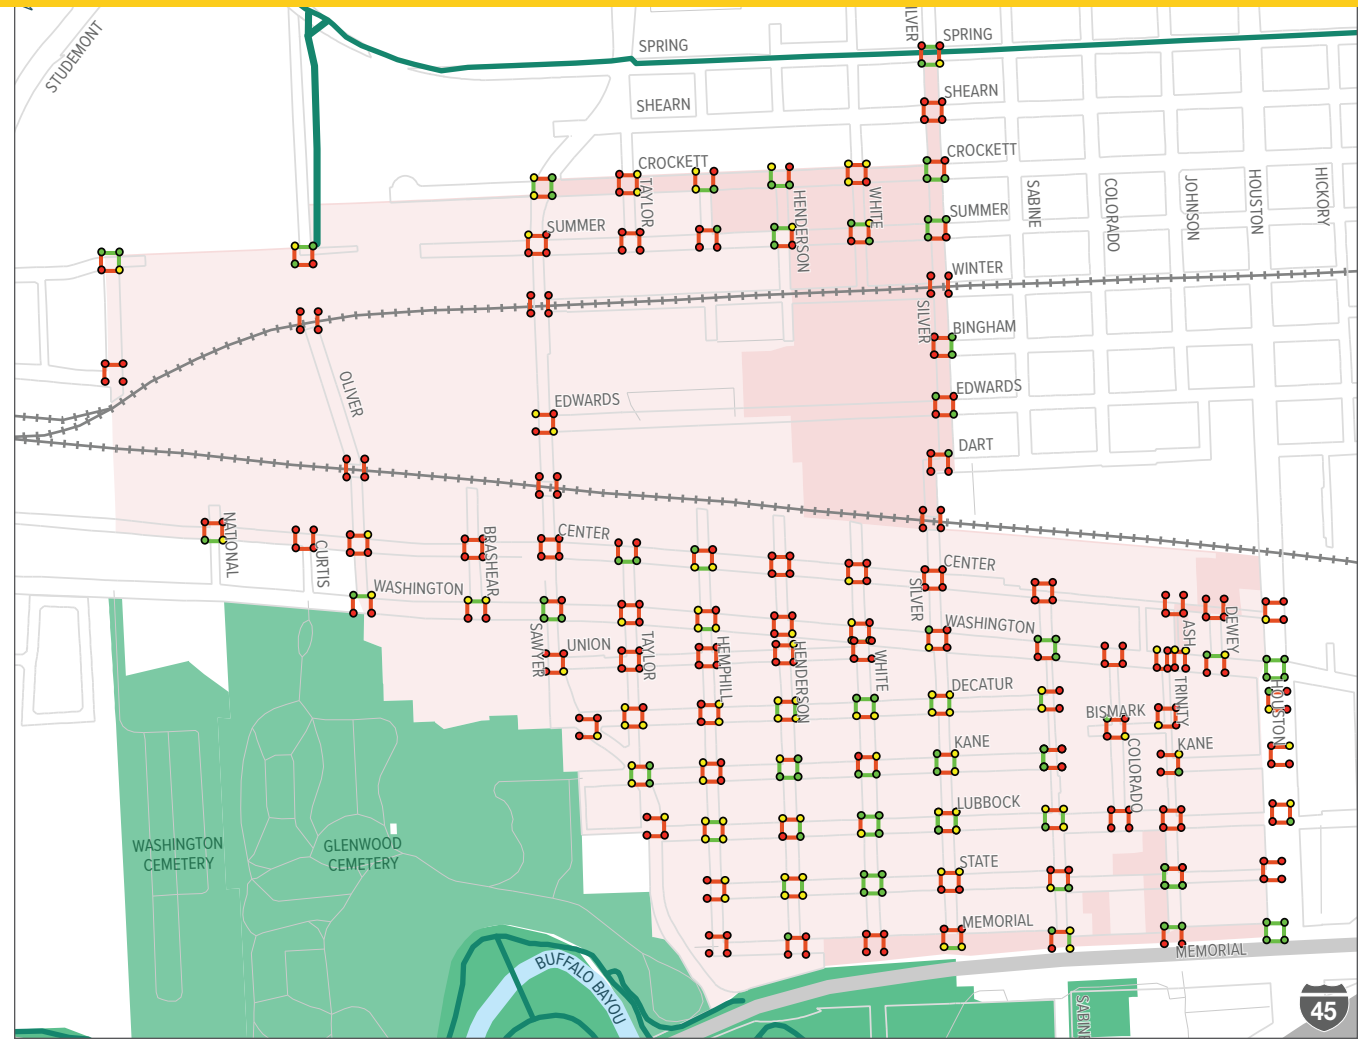 STUDEMONT
SPRING
ILVER
SPRING
SHEARN
SHEARN
CROCKETT
CROCKETT
TAYLOR
HENDERSON
WHITE
SUMMER
SUMMER
SABINE
COLORADO
JOHNSON
HOUSTON
HICKORY
WINTER
SILVER
BINGHAM
OLIVER
EDWARDS
EDWARDS
DART
NATIONAL
CURTIS
BRASHEAR
CENTER
CENTER
WASHINGTON
SILVER
WASHINGTON
SAWYER
UNION
TAYLOR
HEMPHILL
HENDERSON
WHITE
ASH
DEWEY
DECATUR
BISMARK
TRINITY
HOUSTON
KANE
KANE
COLORADO
LUBBOCK
WASHINGTON
CEMETERY
GLENWOOD
CEMETERY
STATE
MEMORIAL
MEMORIAL
BUFFALO BAYOU
SABIN
45